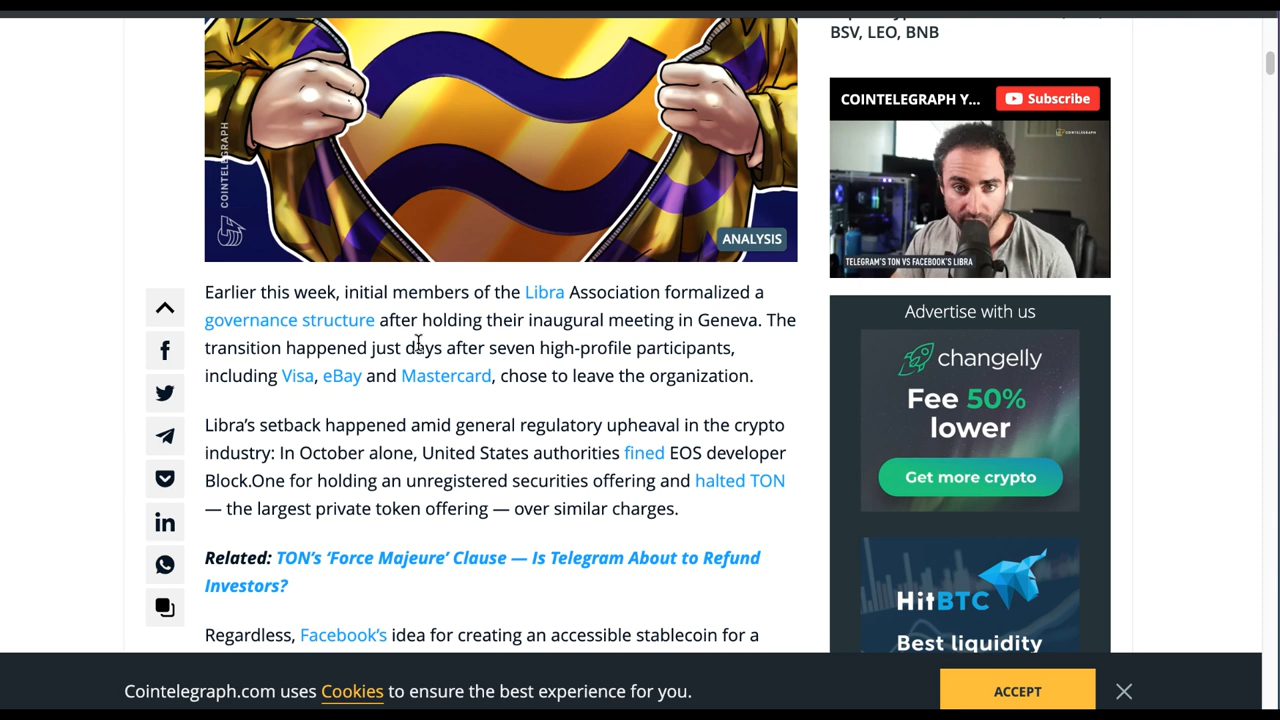 BSV, LEO, BNB
COINTELEGRAPH
ANALYSIS
COINTELEGRAPH Y...
Subscribe
COINTELEGRAPH
TELEGRAM'S TON VS FACEBOOK'S LIBRA
Earlier this week, initial members of the Libra Association formalized a
governance structure after holding their inaugural meeting in Geneva. The
transition happened just days after seven high-profile participants,
including Visa, eBay and Mastercard, chose to leave the organization.
Libra’s setback happened amid general regulatory upheaval in the crypto
industry: In October alone, United States authorities fined EOS developer
Block.One for holding an unregistered securities offering and halted TON
— the largest private token offering — over similar charges.
Related: TON’s ‘Force Majeure’ Clause — Is Telegram About to Refund
Investors?
Regardless, Facebook’s idea for creating an accessible stablecoin for a
Advertise with us
changelly
Fee 50%
lower
Get more crypto
HitBTC
Best liquidity
Cointelegraph.com uses Cookies to ensure the best experience for you.
ACCEPT